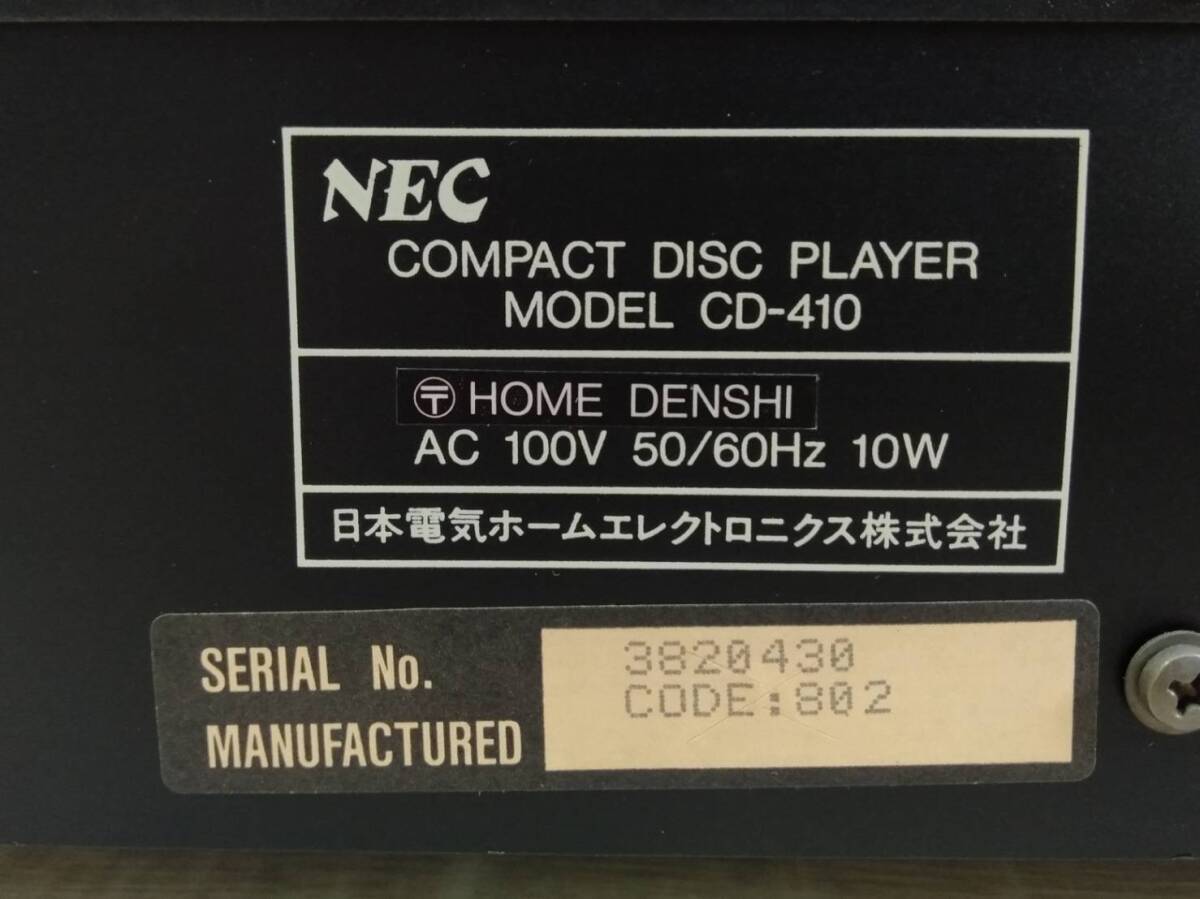 NEC
COMPACT DISC PLAYER
MODEL CD-410
〶 HOME DENSHI
AC 100V 50/60Hz 10W
日本電気ホームエレクトロニクス株式会社
SERIAL No. 3820430
CODE:802
MANUFACTURED